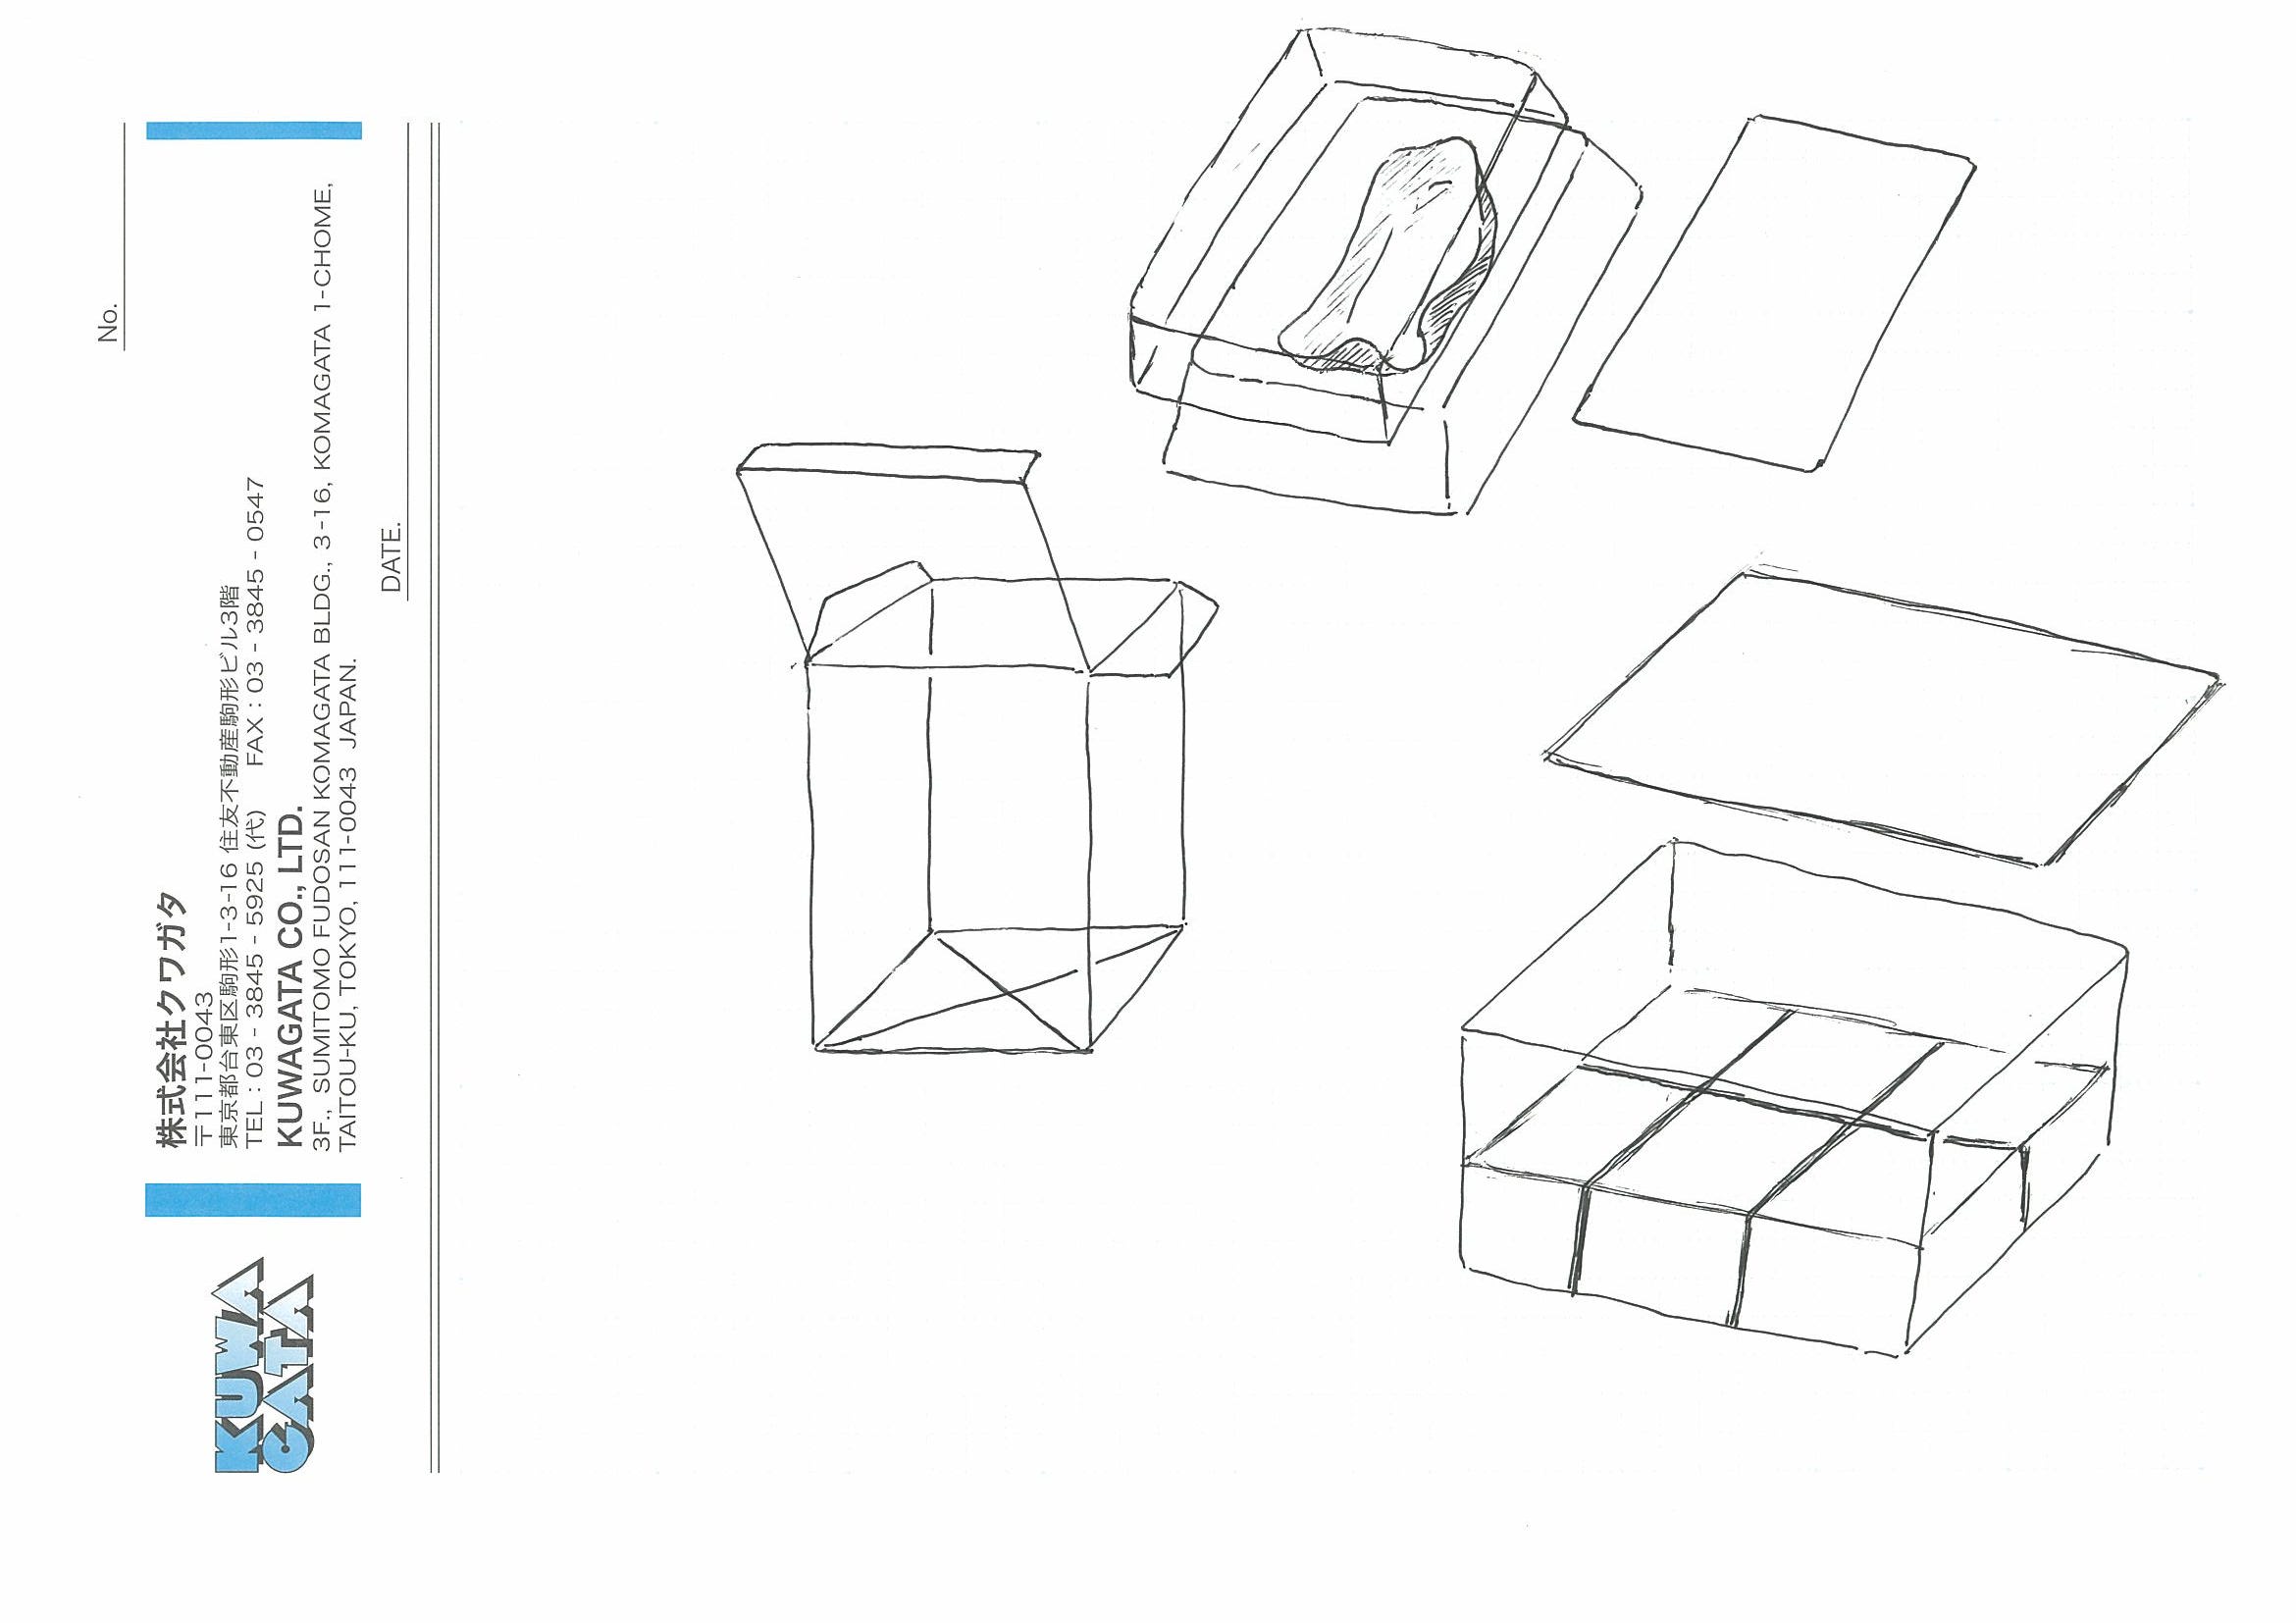 No.
株式会社クワガタ
〒111-0043
東京都台東区駒形1-3-16 住友不動産駒形ビル3階
TEL : 03 - 3845 - 5925 (代) FAX : 03 - 3845 - 0547
KUWAGATA CO., LTD.
3F., SUMITOMO FUDOSAN KOMAGATA BLDG., 3-16, KOMAGATA 1-CHOME,
TAITOU-KU, TOKYO, 111-0043 JAPAN.
DATE.
KUWA
GATA